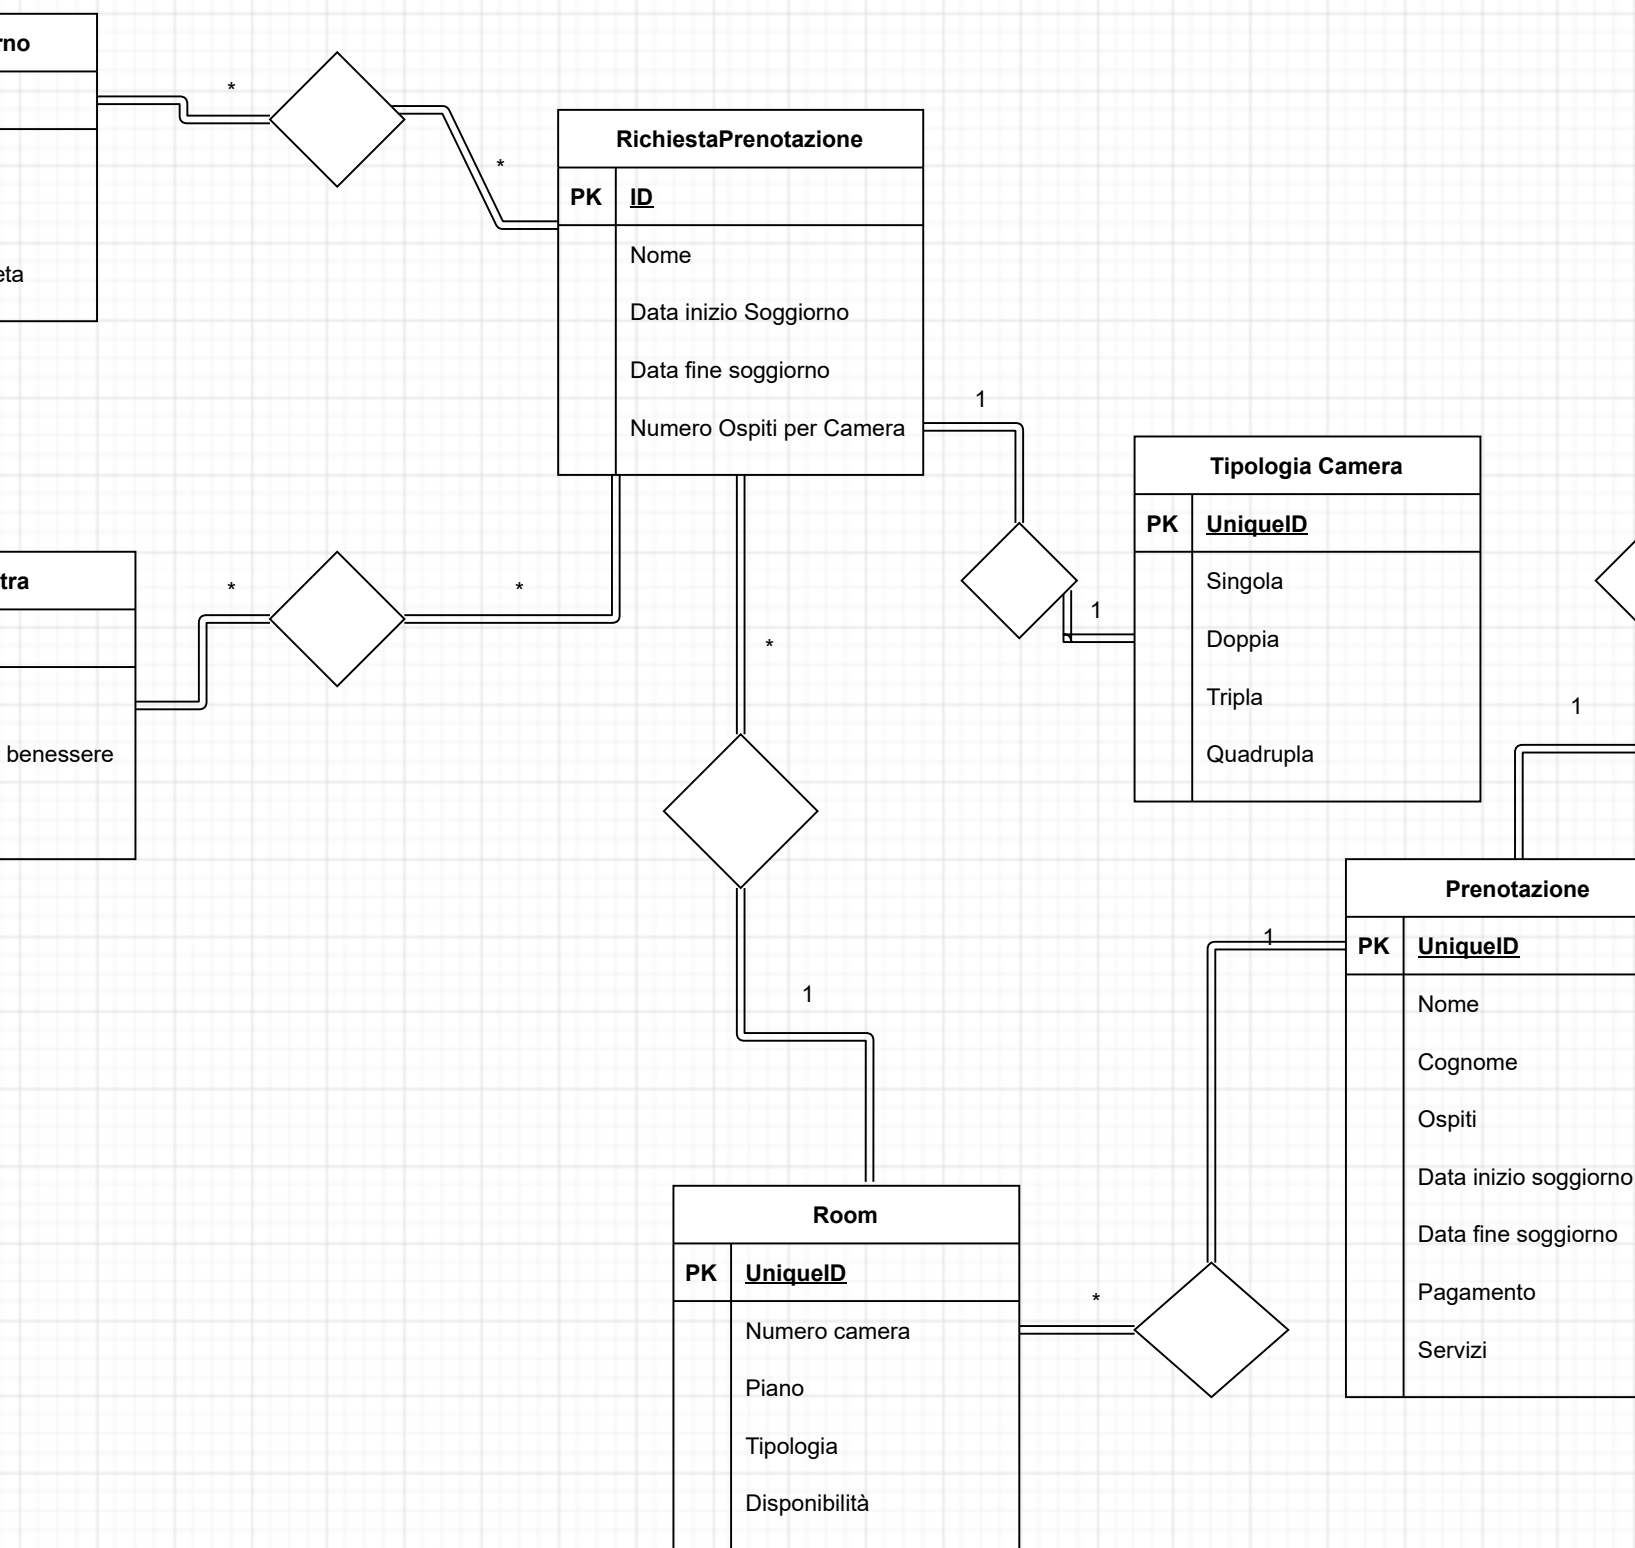 rno
eta
*
*
RichiestaPrenotazione
PK ID
Nome
Data inizio Soggiorno
Data fine soggiorno
Numero Ospiti per Camera
1
1
Tipologia Camera
PK UniqueID
Singola
Doppia
Tripla
Quadrupla
tra
benessere
*
*
*
1
1
Prenotazione
PK UniqueID
Nome
Cognome
Ospiti
Data inizio soggiorno
Data fine soggiorno
Pagamento
Servizi
1
*
Room
PK UniqueID
Numero camera
Piano
Tipologia
Disponibilità